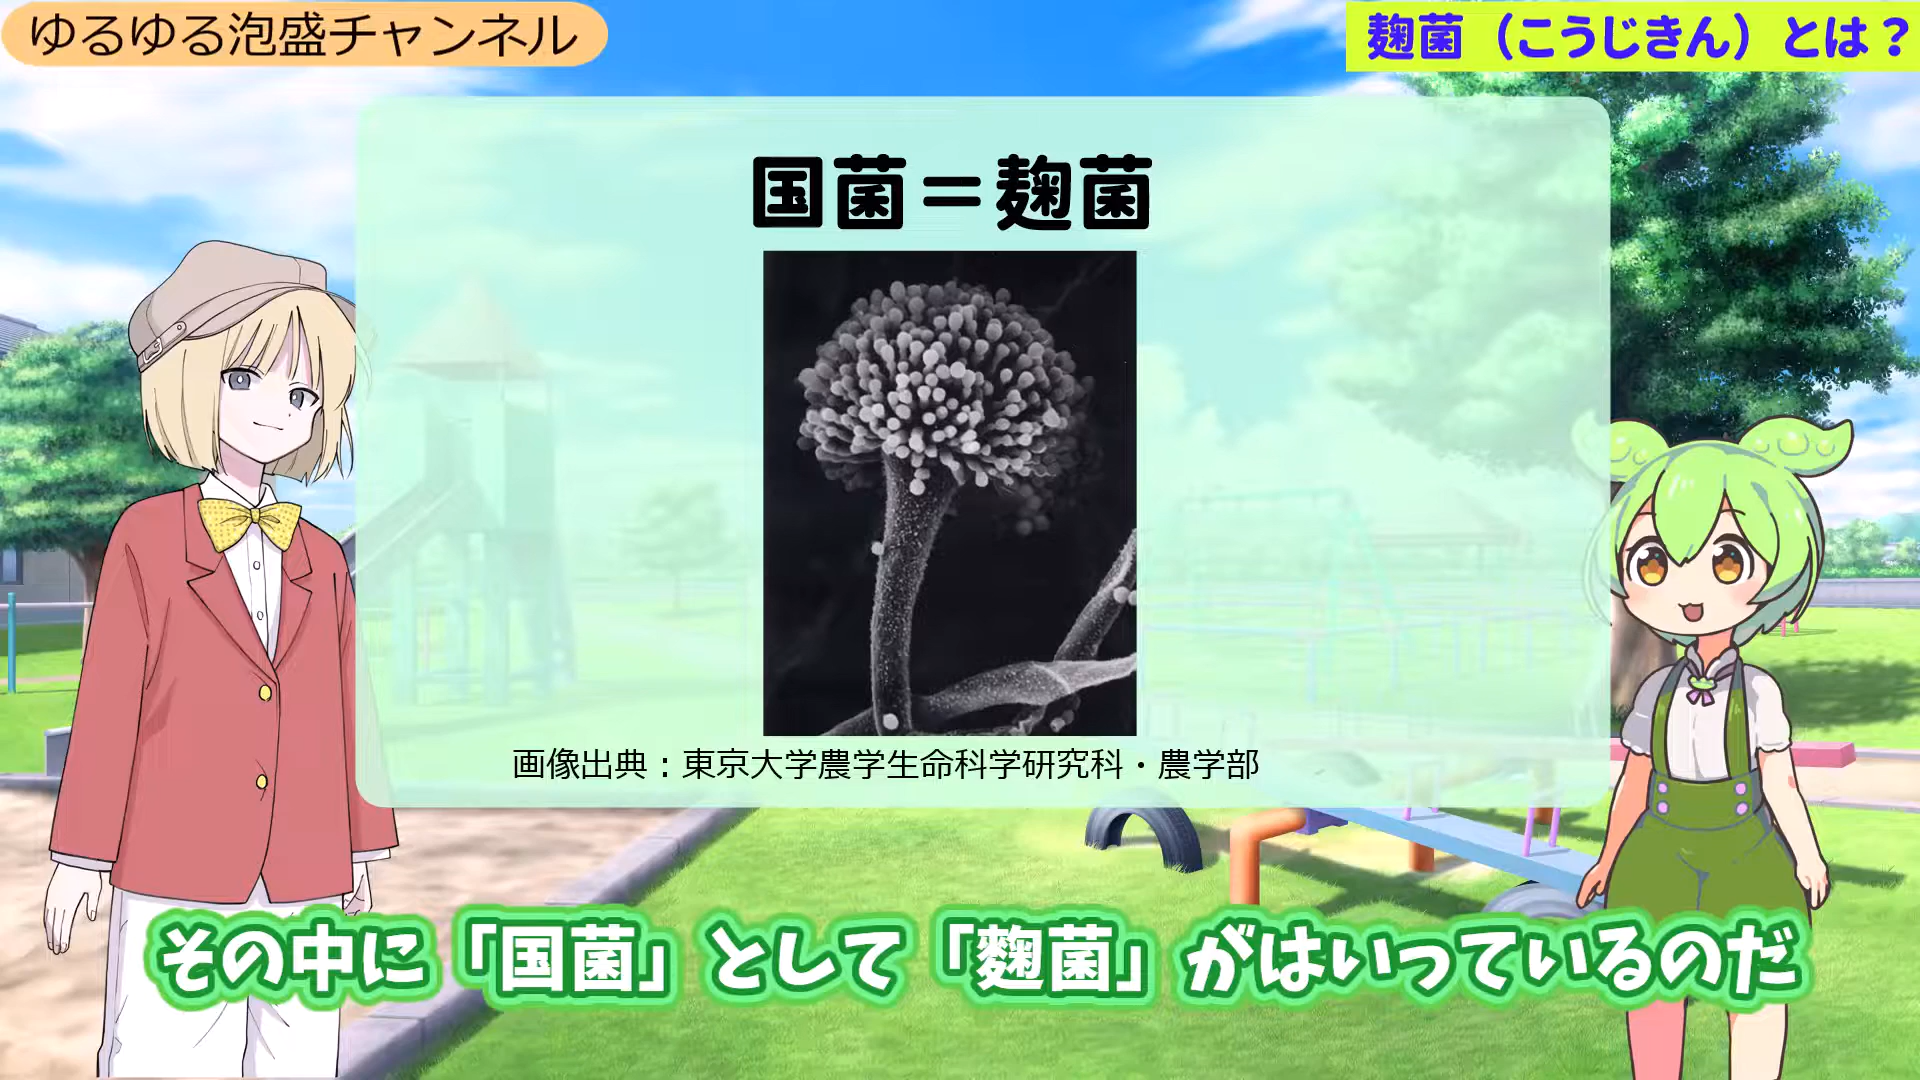 ゆるゆる泡盛チャンネル
麹菌（こうじきん）とは？
国菌＝麹菌
画像出典：東京大学農学生命科学研究科・農学部
その中に「国菌」として「麴菌」がはいっているのだ